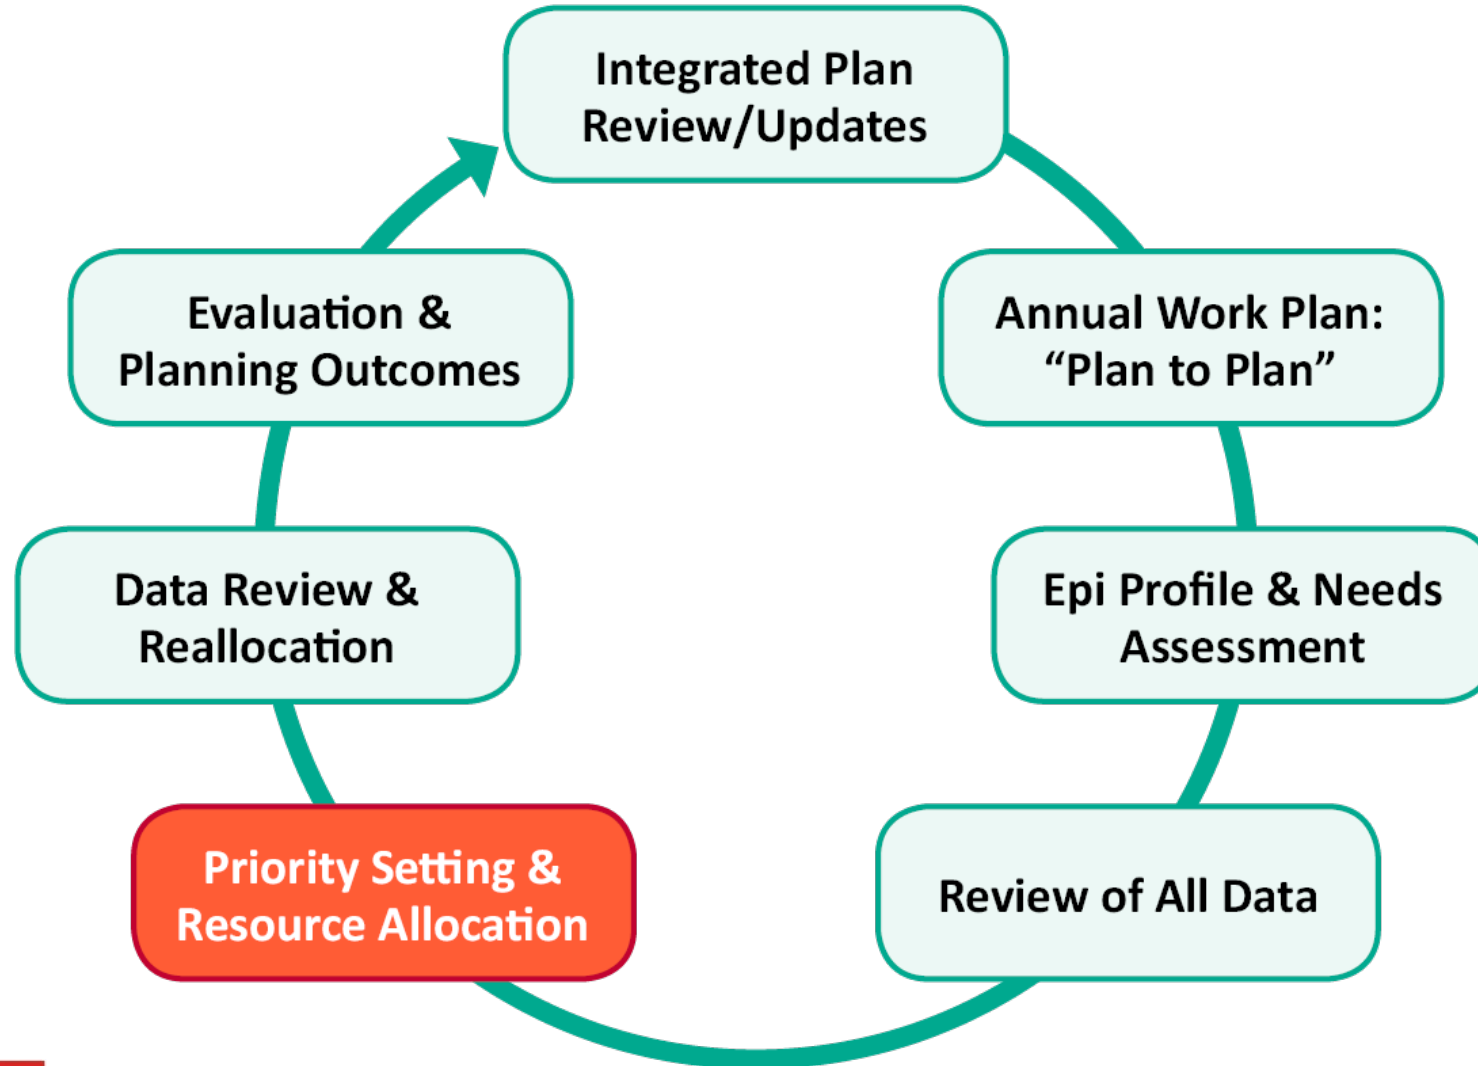 Integrated Plan
Review/Updates
Annual Work Plan:
“Plan to Plan”
Epi Profile & Needs
Assessment
Review of All Data
Priority Setting &
Resource Allocation
Data Review &
Reallocation
Evaluation &
Planning Outcomes